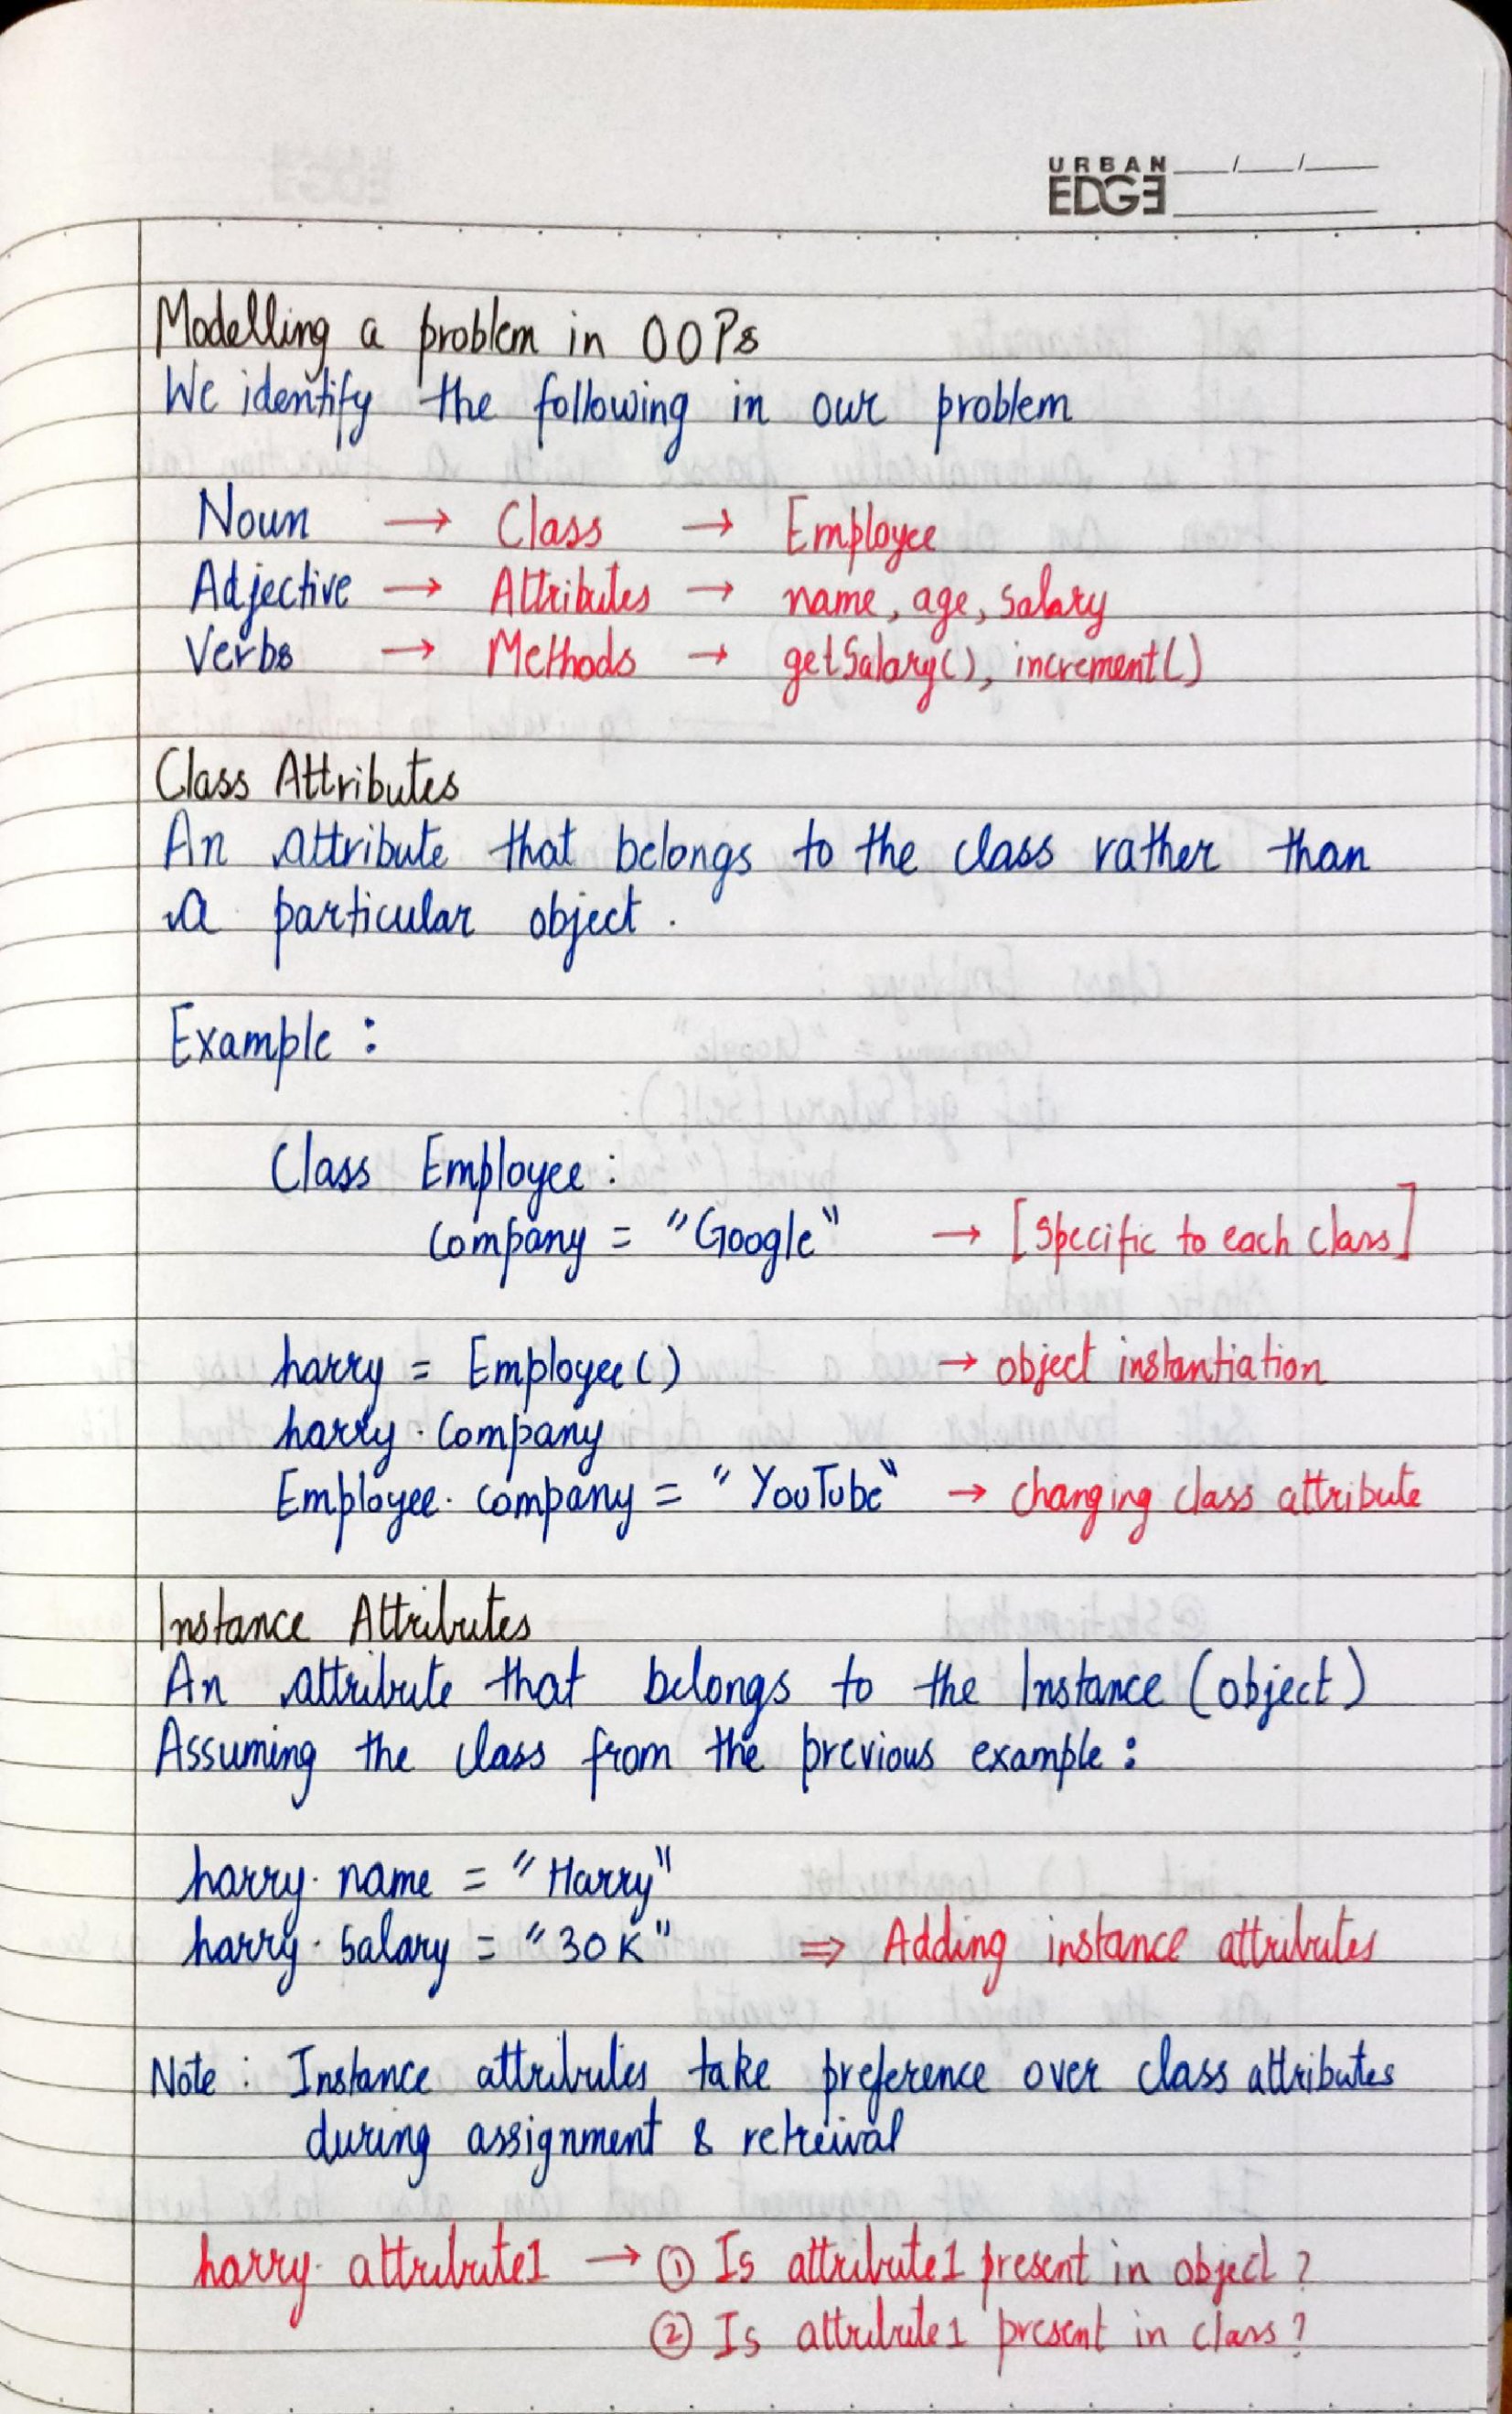 URBAN
EDGE
Modelling a problem in OOPs
We identify the following in our problem
Noun → Class → Employee
Adjective → Attributes → name, age, salary
Verbs → Methods → getSalary(), increment()
Class Attributes
An attribute that belongs to the class rather than
a particular object.
Example :
Class Employee :
company = "Google" → [Specific to each class]
harry = Employee() → object instantiation
harry.company
Employee.company = "YouTube" → changing class attribute
Instance Attributes
An attribute that belongs to the Instance (object)
Assuming the class from the previous example :
harry.name = "Harry"
harry.salary = "30K" ⇒ Adding instance attributes
Note : Instance attributes take preference over class attributes
during assignment & retreival
harry.attribute1 → ① Is attribute1 present in object ?
② Is attribute1 present in class ?